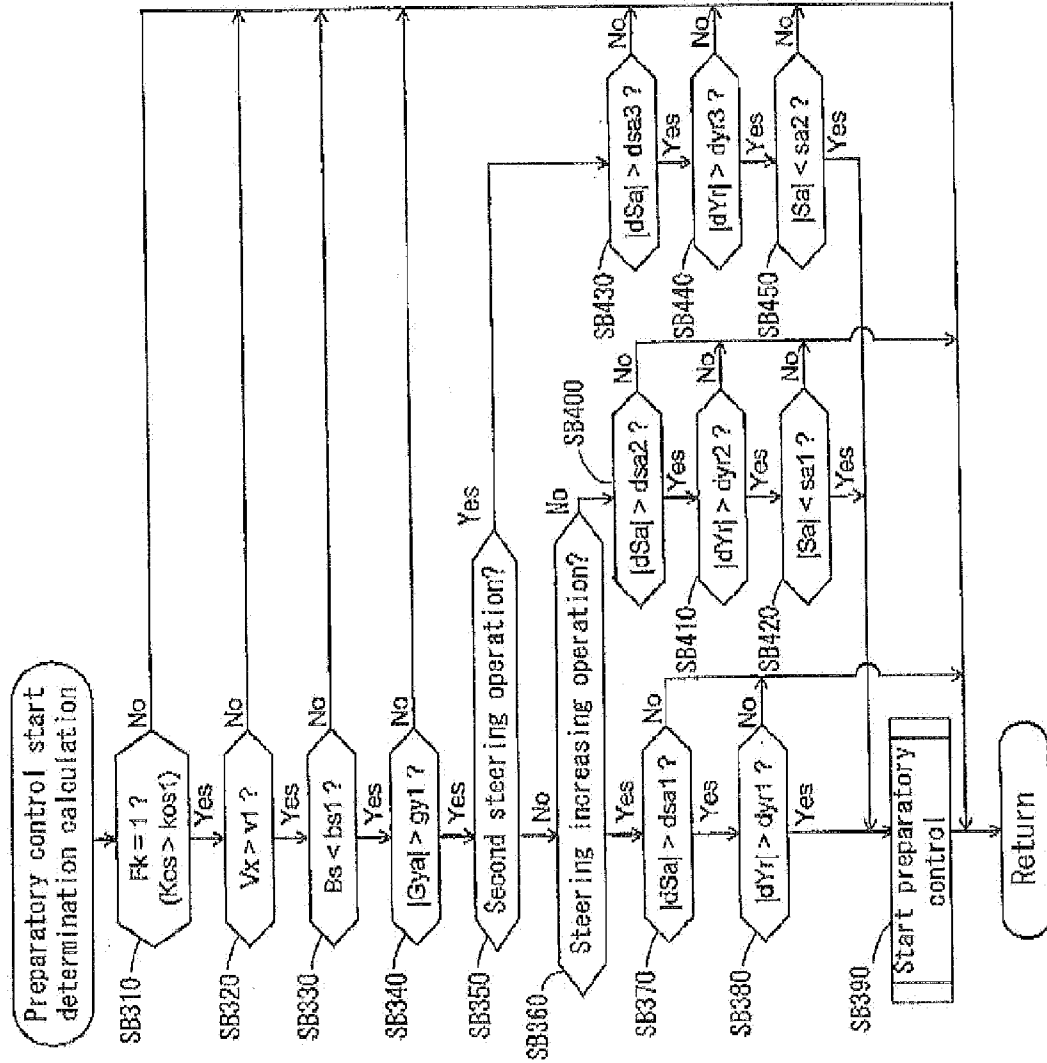 Preparatory control start
determination calculation
SB310
Rk = 1 ?
(Kcs > kcs1)
No
Yes
SB320
Vx > v1 ?
No
Yes
SB330
Bs < bs1 ?
No
Yes
SB340
|Gya| > gy1 ?
No
Yes
SB350
Second steering operation?
Yes
No
SB360
Steering increasing operation?
No
Yes
SB370
|dSa| > dsa1 ?
No
Yes
SB380
|dYr| > dyr1 ?
No
Yes
SB400
|dSa| > dsa2 ?
No
Yes
SB410
|dYr| > dyr2 ?
No
Yes
SB420
|Sa| < sa1 ?
No
Yes
SB430
|dSa| > dsa3 ?
No
Yes
SB440
|dYr| > dyr3 ?
No
Yes
SB450
|Sa| < sa2 ?
No
Yes
SB390
Start preparatory
control
Return